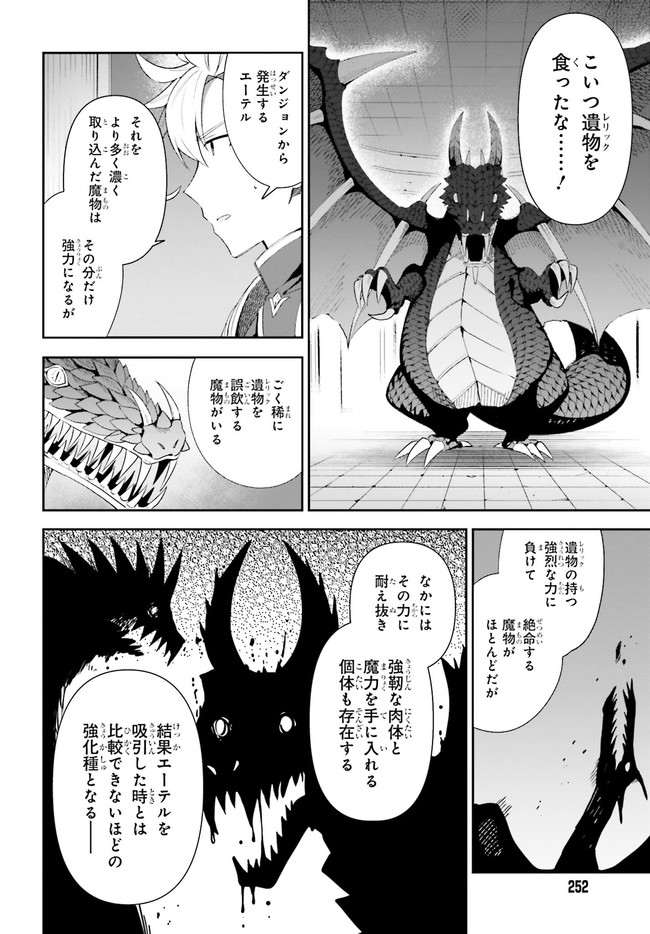 こいつ遺物を
食ったな……！
ダンジョンから
発生する
エーテル
それを
より多く濃く
取り込んだ魔物は
その分だけ
強力になるが
ごく稀に
遺物を
誤飲する
魔物がいる
遺物の持つ
強烈な力に
負けて
絶命する
魔物が
ほとんどだが
なかには
その力に
耐え抜き
強靭な肉体と
魔力を手に入れる
個体も存在する
結果エーテルを
吸引した時とは
比較できないほどの
強化種となる――
252